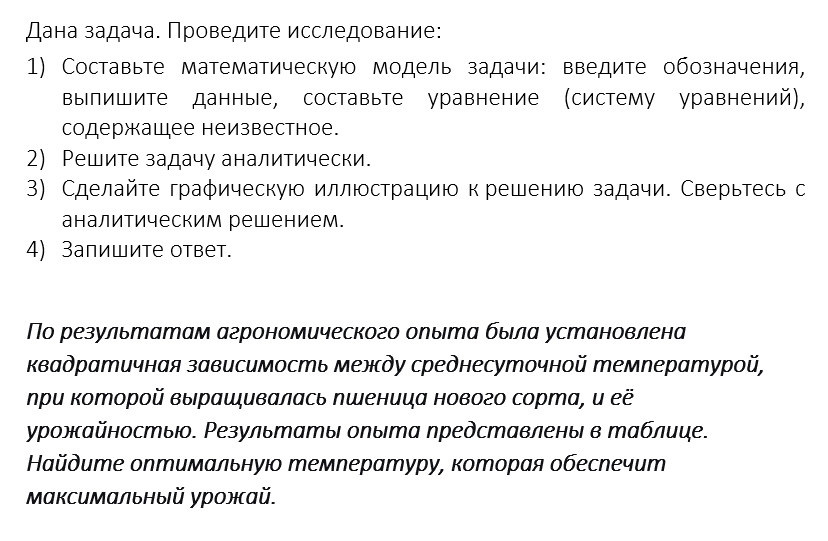 Дана задача. Проведите исследование:
1) Составьте математическую модель задачи: введите обозначения,
выпишите данные, составьте уравнение (систему уравнений),
содержащее неизвестное.
2) Решите задачу аналитически.
3) Сделайте графическую иллюстрацию к решению задачи. Сверьтесь с
аналитическим решением.
4) Запишите ответ.
По результатам агрономического опыта была установлена
квадратичная зависимость между среднесуточной температурой,
при которой выращивалась пшеница нового сорта, и её
урожайностью. Результаты опыта представлены в таблице.
Найдите оптимальную температуру, которая обеспечит
максимальный урожай.